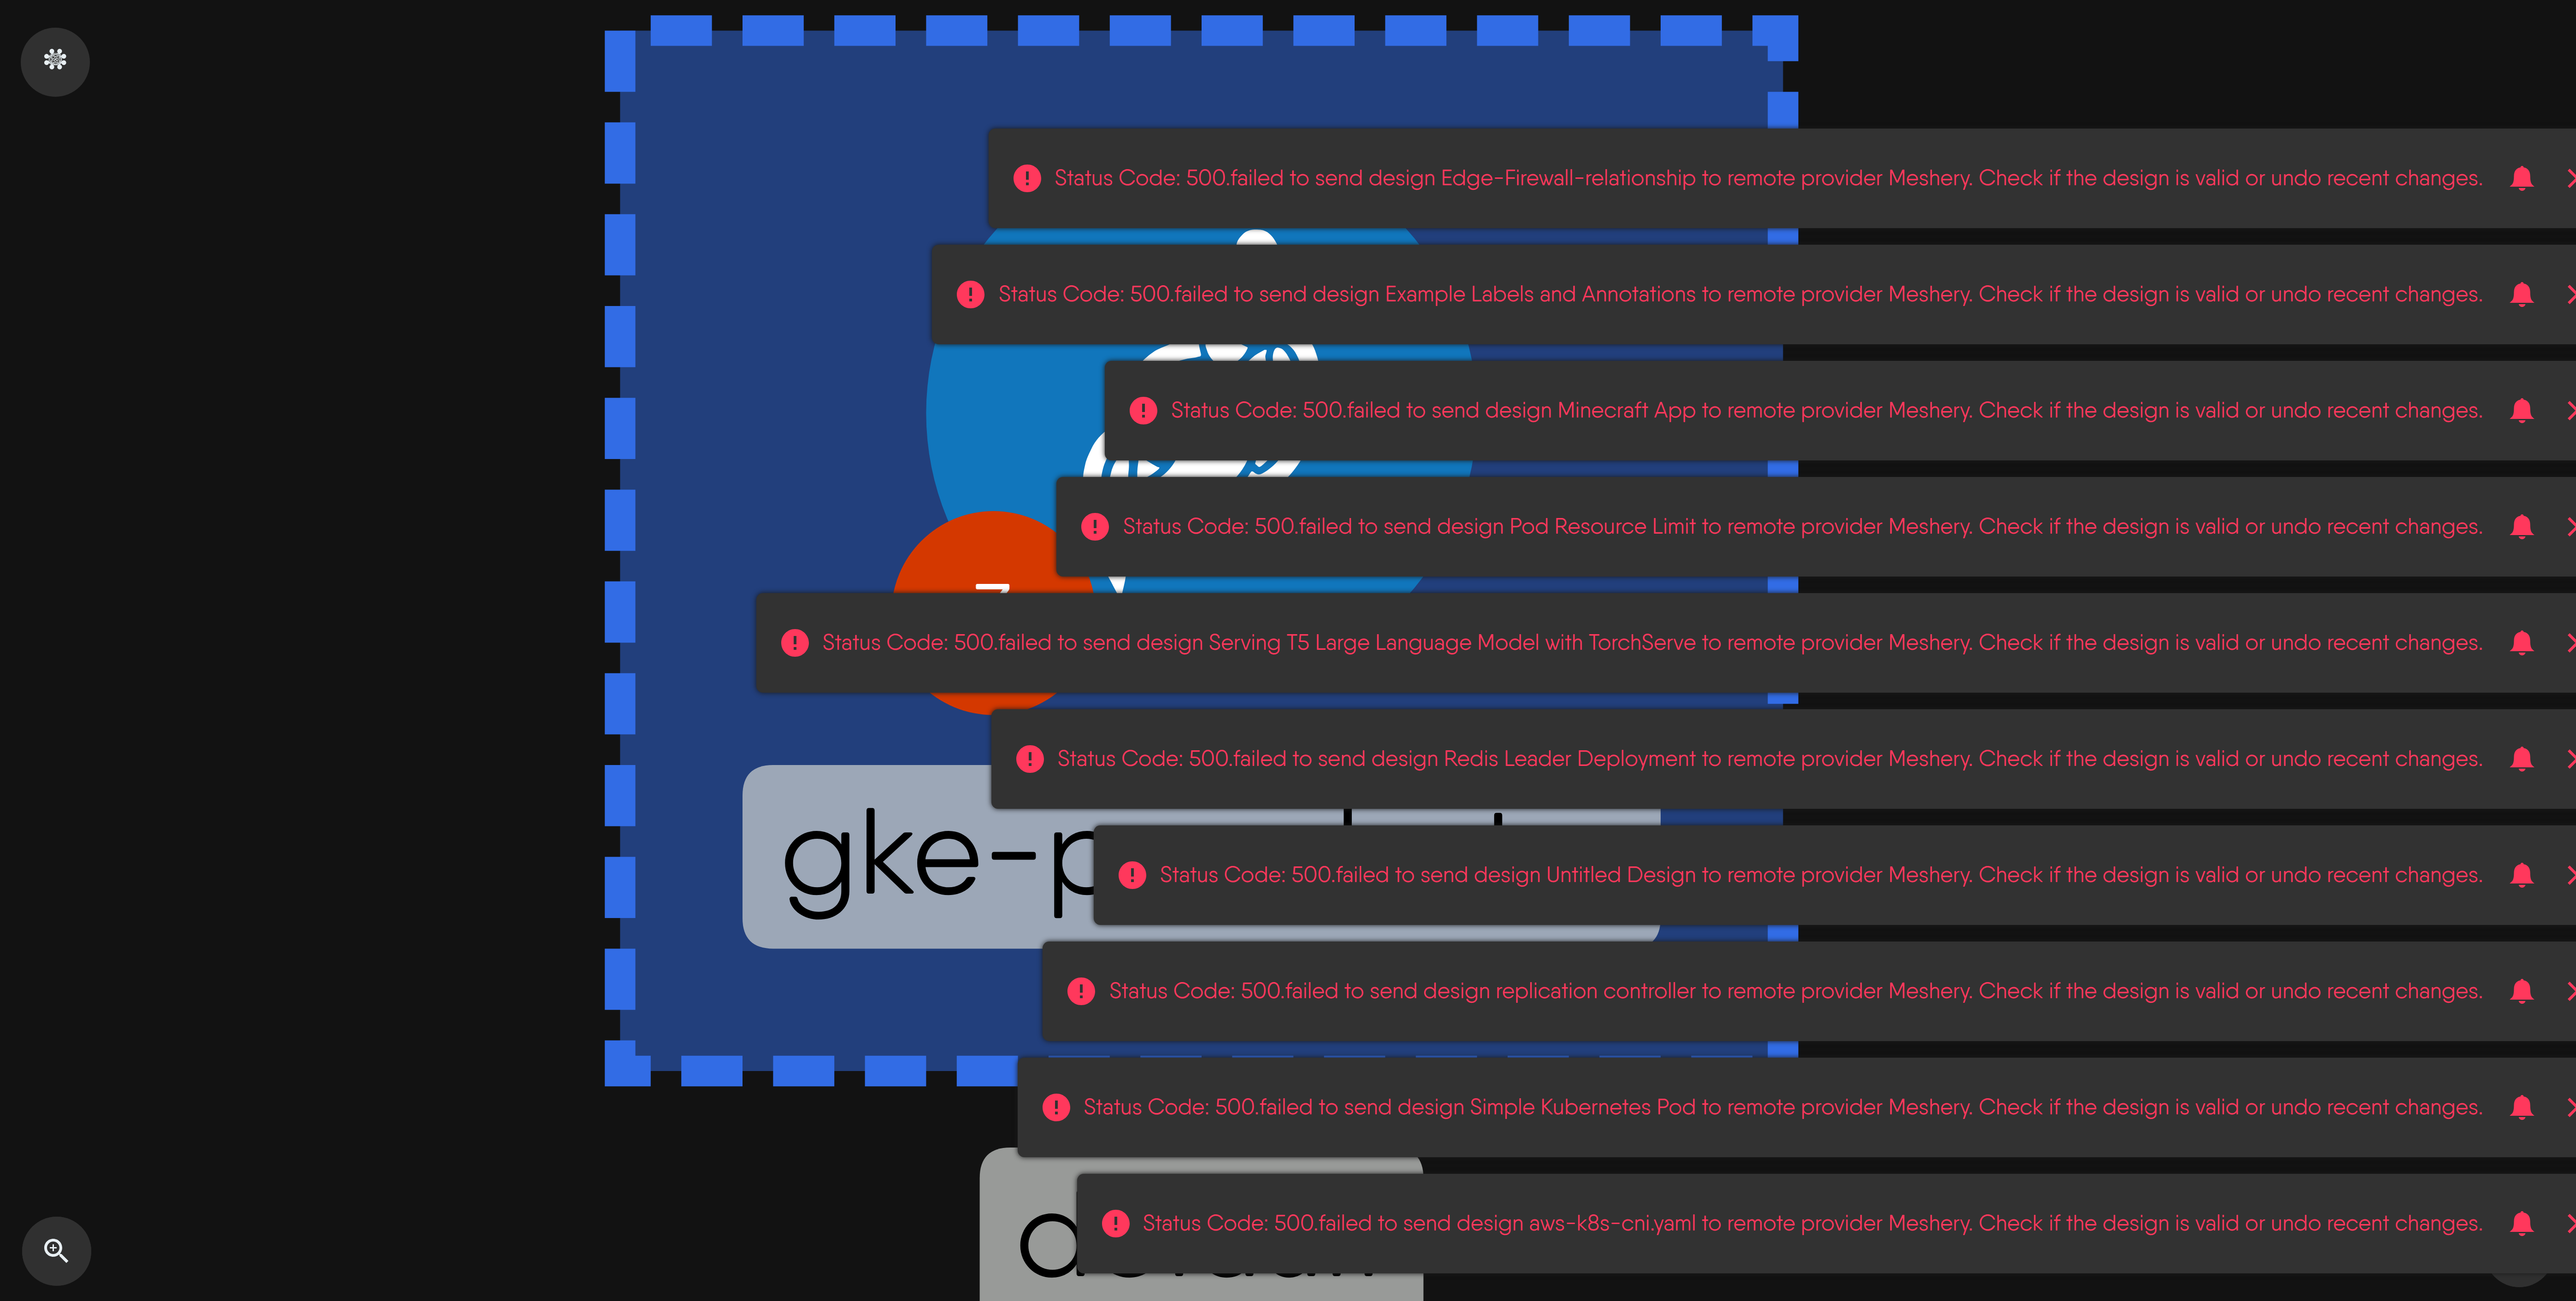 Status Code: 500.failed to send design Edge-Firewall-relationship to remote provider Meshery. Check if the design is valid or undo recent changes.
Status Code: 500.failed to send design Example Labels and Annotations to remote provider Meshery. Check if the design is valid or undo recent changes.
Status Code: 500.failed to send design Minecraft App to remote provider Meshery. Check if the design is valid or undo recent changes.
Status Code: 500.failed to send design Pod Resource Limit to remote provider Meshery. Check if the design is valid or undo recent changes.
Status Code: 500.failed to send design Serving T5 Large Language Model with TorchServe to remote provider Meshery. Check if the design is valid or undo recent changes.
Status Code: 500.failed to send design Redis Leader Deployment to remote provider Meshery. Check if the design is valid or undo recent changes.
gke-p
Status Code: 500.failed to send design Untitled Design to remote provider Meshery. Check if the design is valid or undo recent changes.
Status Code: 500.failed to send design replication controller to remote provider Meshery. Check if the design is valid or undo recent changes.
Status Code: 500.failed to send design Simple Kubernetes Pod to remote provider Meshery. Check if the design is valid or undo recent changes.
Status Code: 500.failed to send design aws-k8s-cni.yaml to remote provider Meshery. Check if the design is valid or undo recent changes.